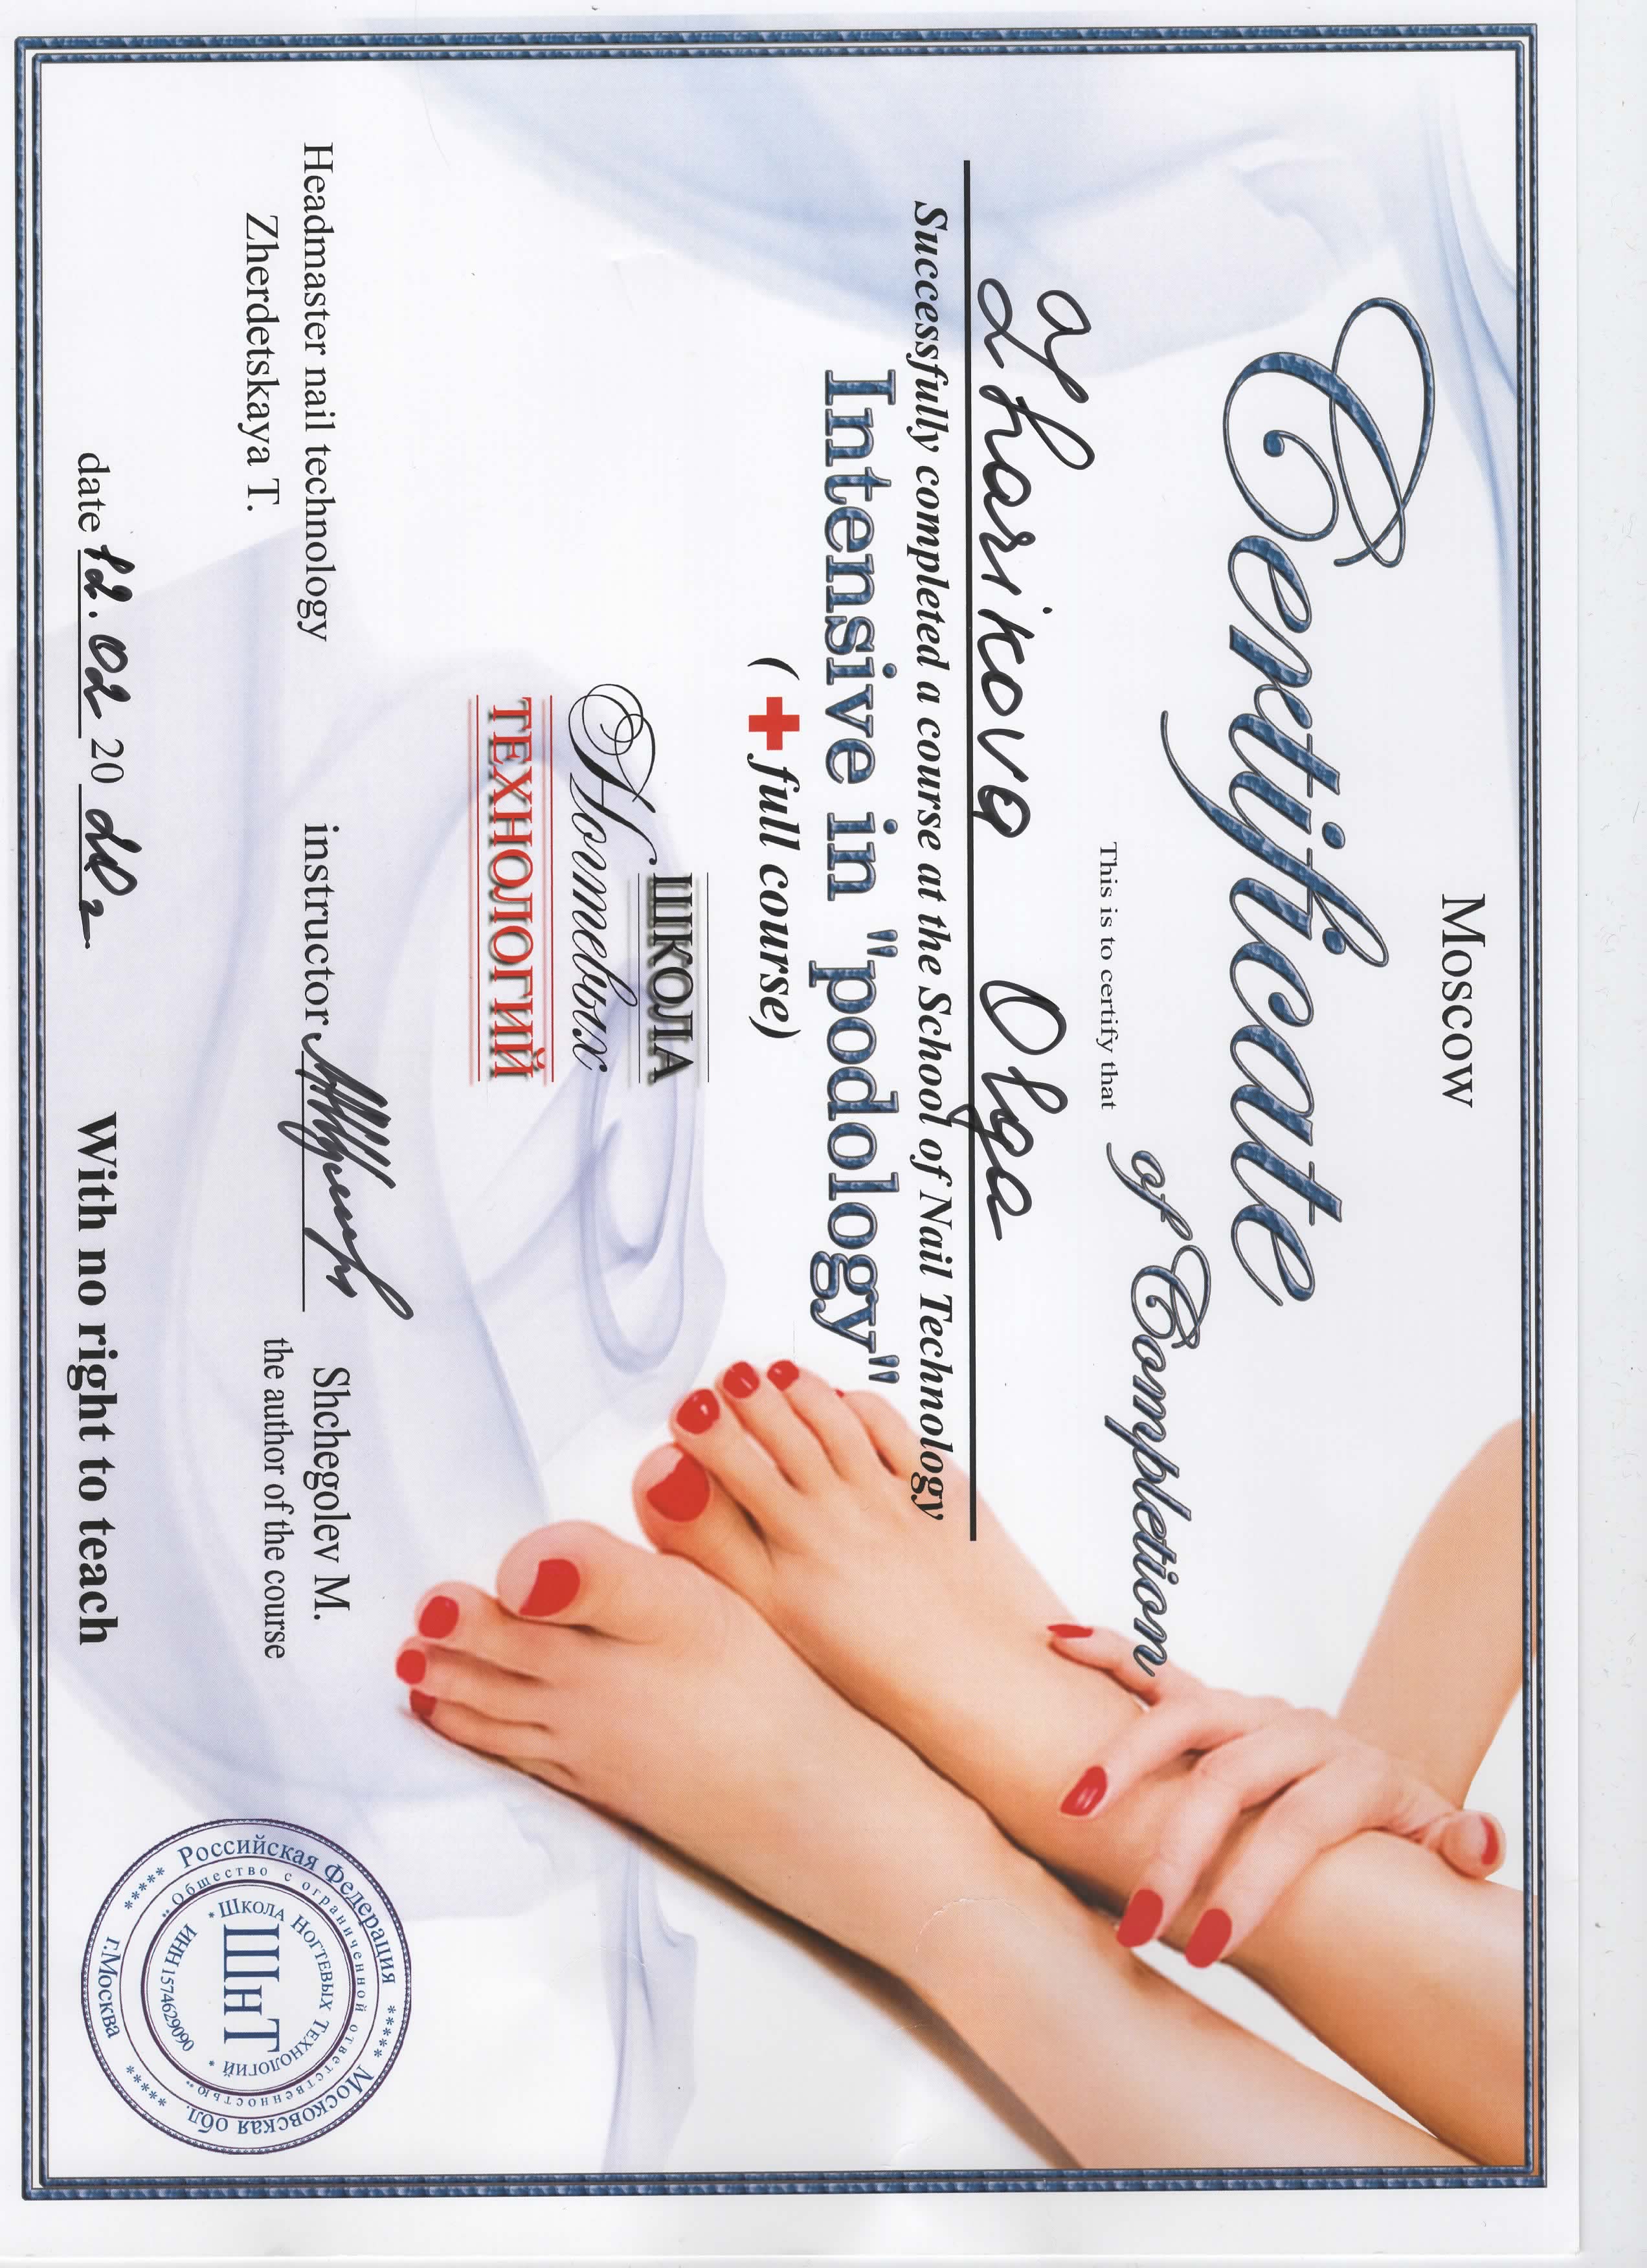 Moscow
Certificate
of Completion
This is to certify that
Zharikova Olga
Successfully completed a course at the School of Nail Technology
Intensive in "podology"
( + full course)
ШКОЛА
Ногтевых
ТЕХНОЛОГИЙ
Headmaster nail technology
Zherdetskaya T.
instructor
Shchegolev M.
the author of the course
date 12.02 20 22
With no right to teach
Российская Федерация **** Московская обл. ***** г.Москва *****
"Общество с ограниченной ответственностью"
* Школа Ногтевых Технологий *
ШнТ